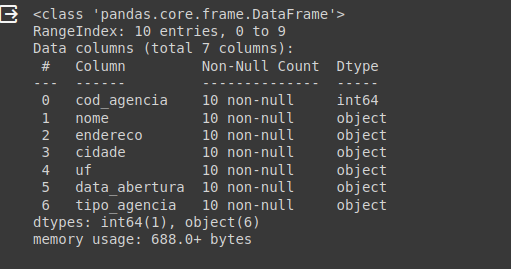 <class 'pandas.core.frame.DataFrame'>
RangeIndex: 10 entries, 0 to 9
Data columns (total 7 columns):
 #   Column         Non-Null Count  Dtype
---  ------         --------------  -----
 0   cod_agencia    10 non-null     int64
 1   nome           10 non-null     object
 2   endereco       10 non-null     object
 3   cidade         10 non-null     object
 4   uf             10 non-null     object
 5   data_abertura  10 non-null     object
 6   tipo_agencia   10 non-null     object
dtypes: int64(1), object(6)
memory usage: 688.0+ bytes